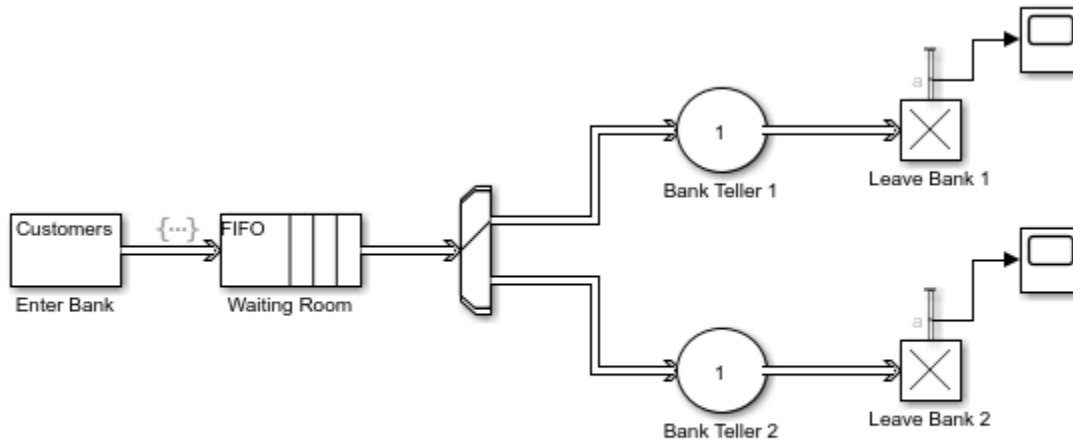 Customers
Enter Bank
{...}
FIFO
Waiting Room
1
Bank Teller 1
a
Leave Bank 1
1
Bank Teller 2
a
Leave Bank 2